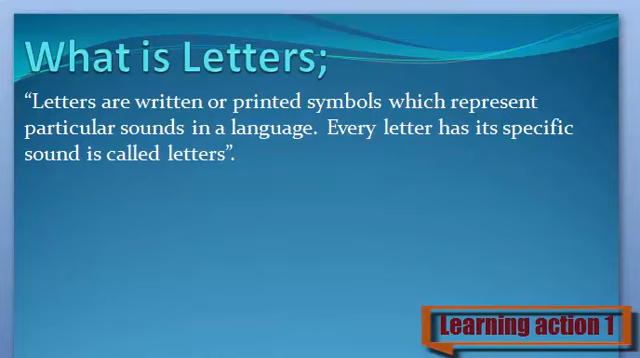 What is Letters;
“Letters are written or printed symbols which represent
particular sounds in a language. Every letter has its specific
sound is called letters”.
Learning action 1